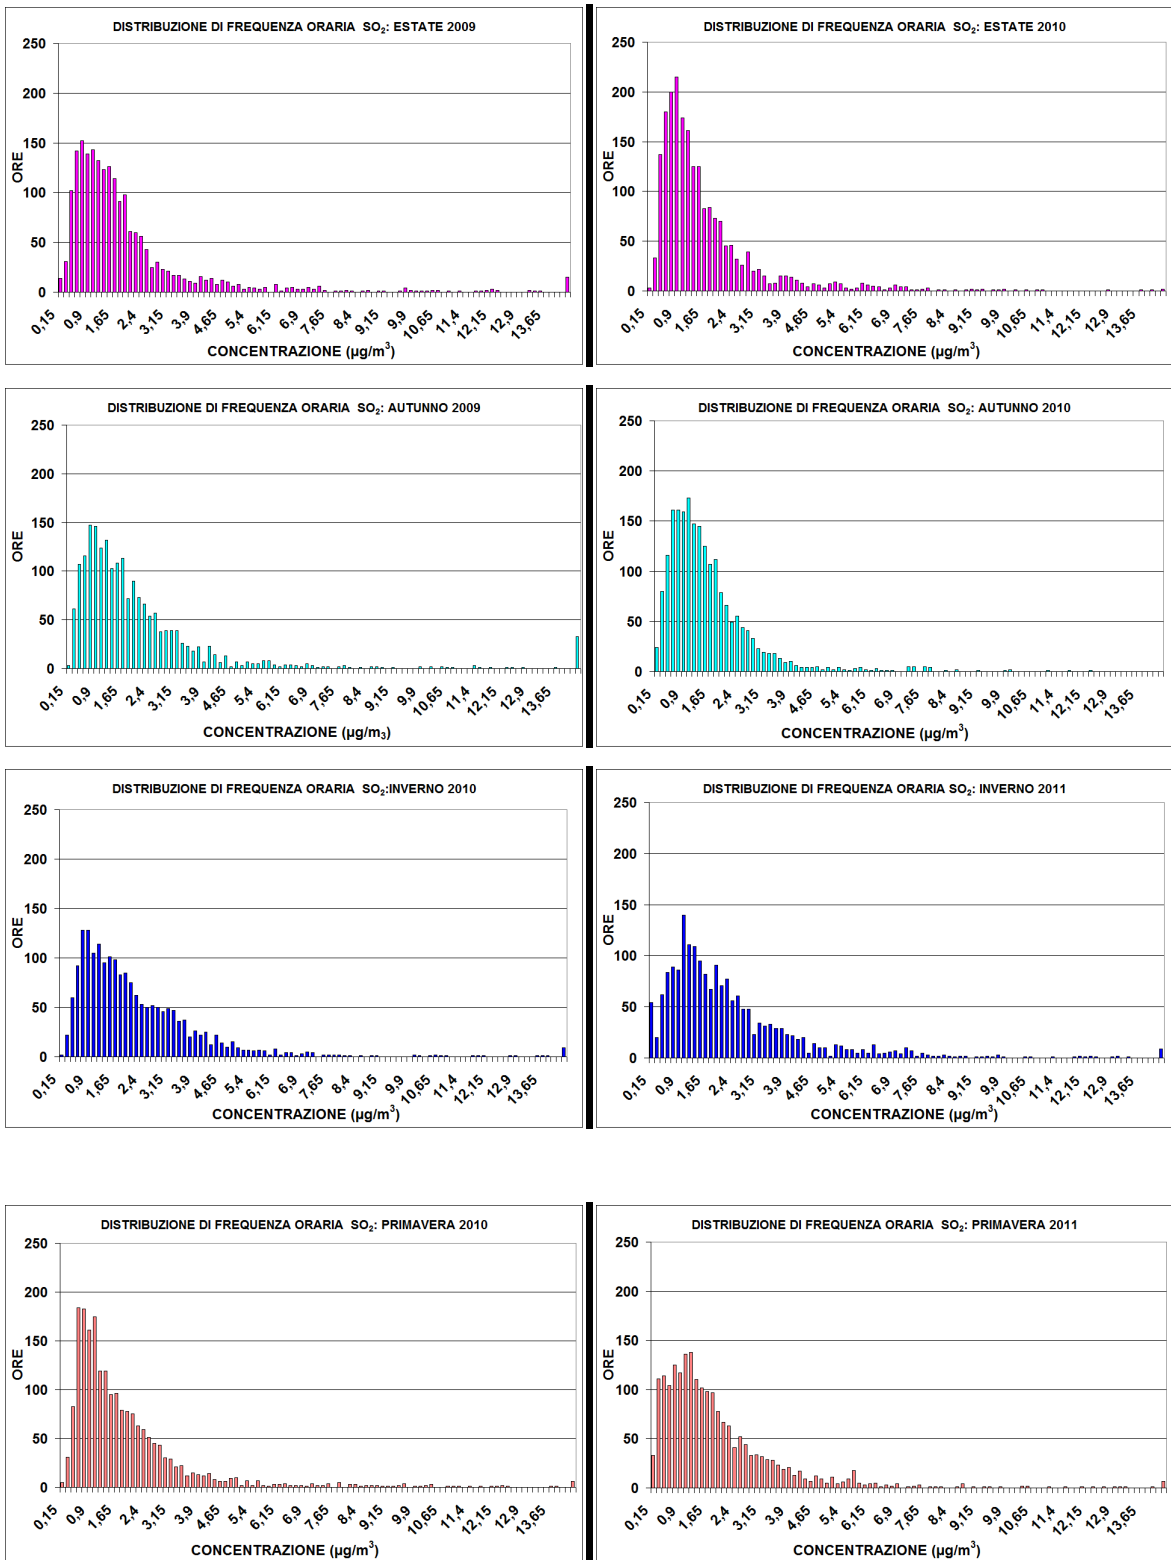 DISTRIBUZIONE DI FREQUENZA ORARIA SO₂: ESTATE 2009
250
200
150
100
50
0
ORE
0,15 0,9 1,65 2,4 3,15 3,9 4,65 5,4 6,15 6,9 7,65 8,4 9,15 9,9 10,65 11,4 12,15 12,9 13,65
CONCENTRAZIONE (µg/m³)
DISTRIBUZIONE DI FREQUENZA ORARIA SO₂: ESTATE 2010
250
200
150
100
50
0
ORE
0,15 0,9 1,65 2,4 3,15 3,9 4,65 5,4 6,15 6,9 7,65 8,4 9,15 9,9 10,65 11,4 12,15 12,9 13,65
CONCENTRAZIONE (µg/m³)
DISTRIBUZIONE DI FREQUENZA ORARIA SO₂: AUTUNNO 2009
250
200
150
100
50
0
ORE
0,15 0,9 1,65 2,4 3,15 3,9 4,65 5,4 6,15 6,9 7,65 8,4 9,15 9,9 10,65 11,4 12,15 12,9 13,65
CONCENTRAZIONE (µg/m₃)
DISTRIBUZIONE DI FREQUENZA ORARIA SO₂: AUTUNNO 2010
250
200
150
100
50
0
ORE
0,15 0,9 1,65 2,4 3,15 3,9 4,65 5,4 6,15 6,9 7,65 8,4 9,15 9,9 10,65 11,4 12,15 12,9 13,65
CONCENTRAZIONE (µg/m³)
DISTRIBUZIONE DI FREQUENZA ORARIA SO₂:INVERNO 2010
250
200
150
100
50
0
ORE
0,15 0,9 1,65 2,4 3,15 3,9 4,65 5,4 6,15 6,9 7,65 8,4 9,15 9,9 10,65 11,4 12,15 12,9 13,65
CONCENTRAZIONE (µg/m³)
DISTRIBUZIONE DI FREQUENZA ORARIA SO₂: INVERNO 2011
250
200
150
100
50
0
ORE
0,15 0,9 1,65 2,4 3,15 3,9 4,65 5,4 6,15 6,9 7,65 8,4 9,15 9,9 10,65 11,4 12,15 12,9 13,65
CONCENTRAZIONE (µg/m³)
DISTRIBUZIONE DI FREQUENZA ORARIA SO₂: PRIMAVERA 2010
250
200
150
100
50
0
ORE
0,15 0,9 1,65 2,4 3,15 3,9 4,65 5,4 6,15 6,9 7,65 8,4 9,15 9,9 10,65 11,4 12,15 12,9 13,65
CONCENTRAZIONE (µg/m³)
DISTRIBUZIONE DI FREQUENZA ORARIA SO₂: PRIMAVERA 2011
250
200
150
100
50
0
ORE
0,15 0,9 1,65 2,4 3,15 3,9 4,65 5,4 6,15 6,9 7,65 8,4 9,15 9,9 10,65 11,4 12,15 12,9 13,65
CONCENTRAZIONE (µg/m³)